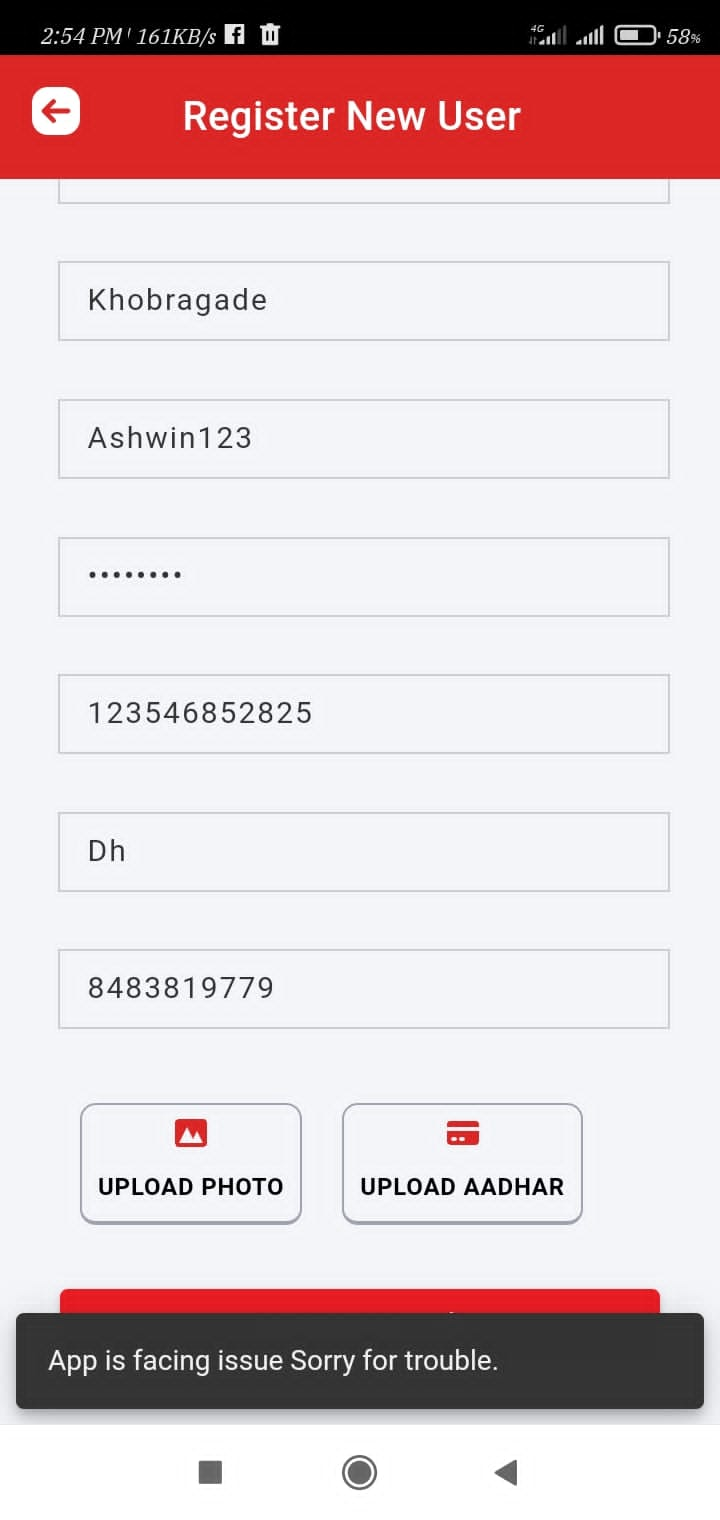 2:54 PM 161KB/s 4G 58%
Register New User
Khobragade
Ashwin123
••••••••
123546852825
Dh
8483819779
UPLOAD PHOTO UPLOAD AADHAR
App is facing issue Sorry for trouble.